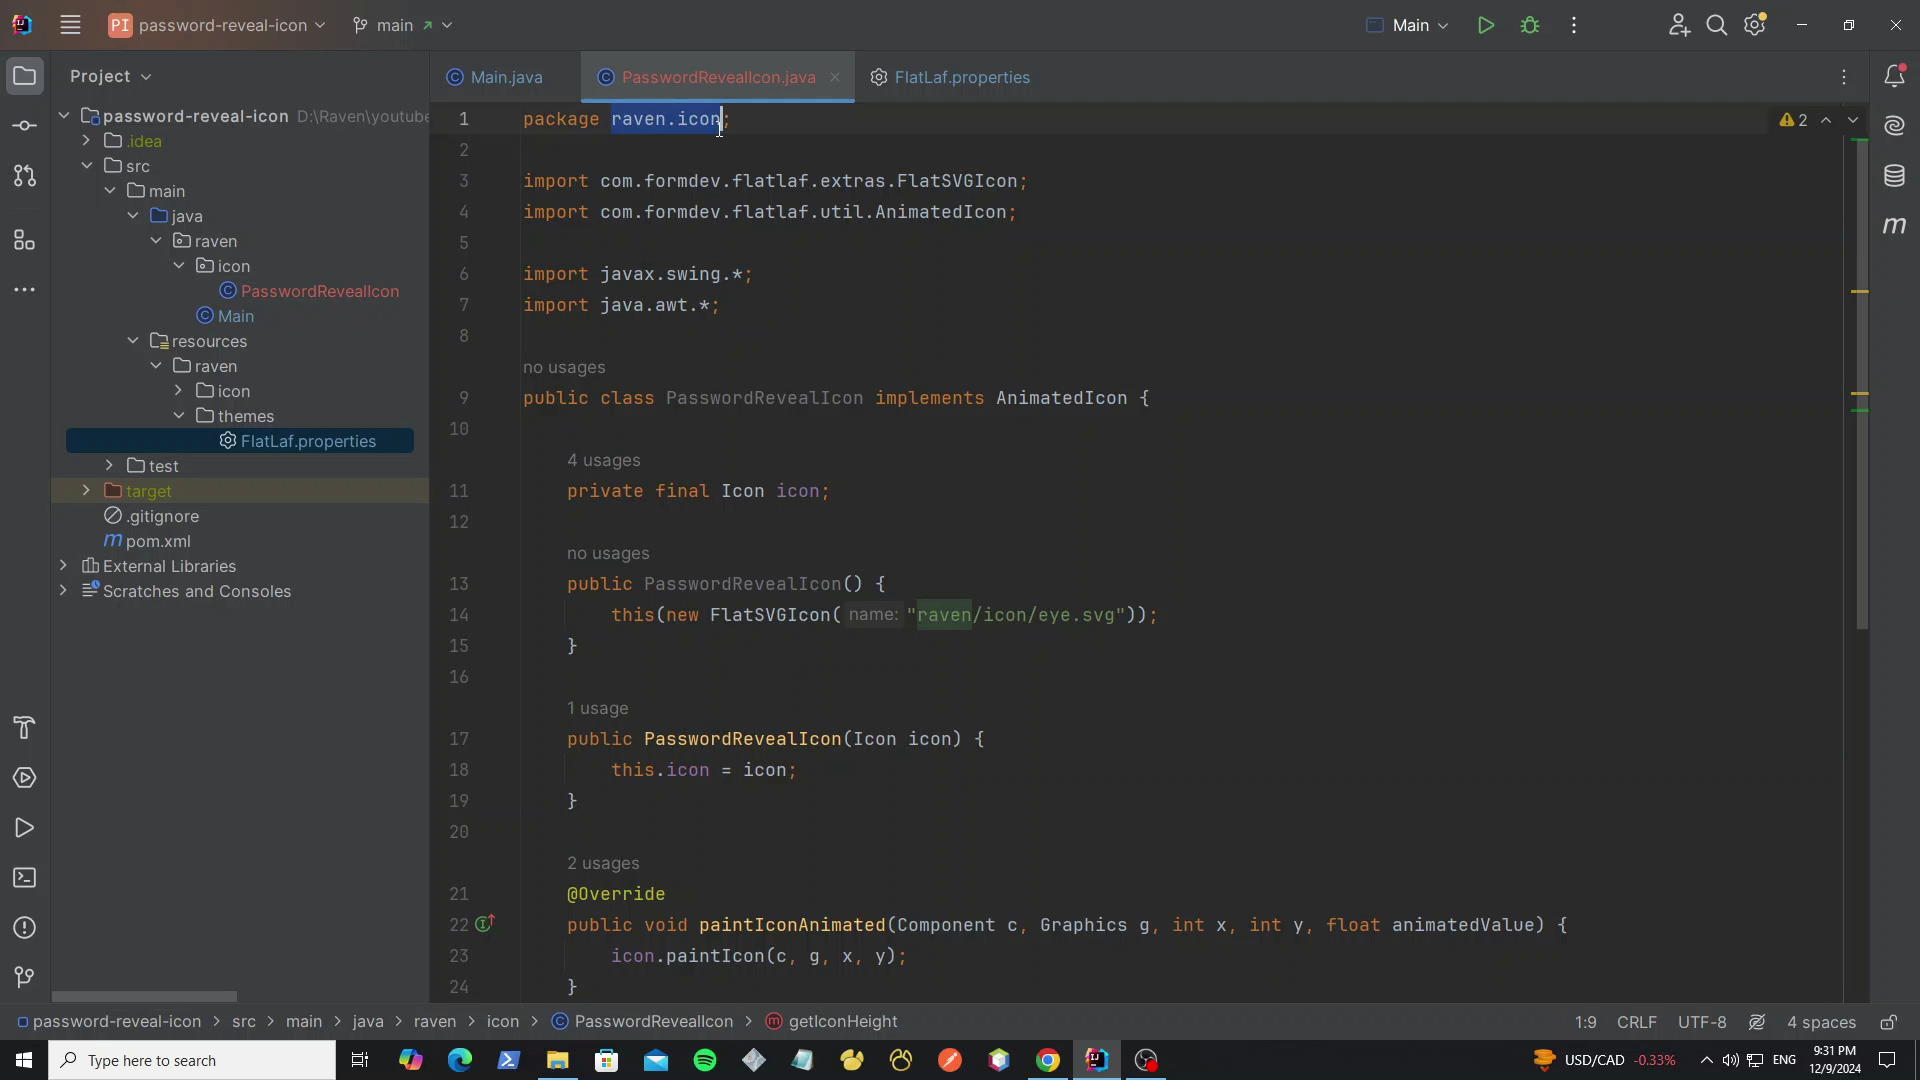 PI password-reveal-icon main Main
Project
Main.java PasswordRevealIcon.java FlatLaf.properties
password-reveal-icon D:\Raven\youtube
.idea
src
main
java
raven
icon
PasswordRevealIcon
Main
resources
raven
icon
themes
FlatLaf.properties
test
target
.gitignore
pom.xml
External Libraries
Scratches and Consoles
1 package raven.icon; 2
2
3 import com.formdev.flatlaf.extras.FlatSVGIcon;
4 import com.formdev.flatlaf.util.AnimatedIcon;
5
6 import javax.swing.*;
7 import java.awt.*;
8
no usages
9 public class PasswordRevealIcon implements AnimatedIcon {
10
4 usages
11 private final Icon icon;
12
no usages
13 public PasswordRevealIcon() {
14 this(new FlatSVGIcon( name: "raven/icon/eye.svg"));
15 }
16
1 usage
17 public PasswordRevealIcon(Icon icon) {
18 this.icon = icon;
19 }
20
2 usages
21 @Override
22 public void paintIconAnimated(Component c, Graphics g, int x, int y, float animatedValue) {
23 icon.paintIcon(c, g, x, y);
24 }
password-reveal-icon > src > main > java > raven > icon > PasswordRevealIcon > getIconHeight 1:9 CRLF UTF-8 4 spaces
Type here to search USD/CAD -0.33% ENG 9:31 PM
12/9/2024